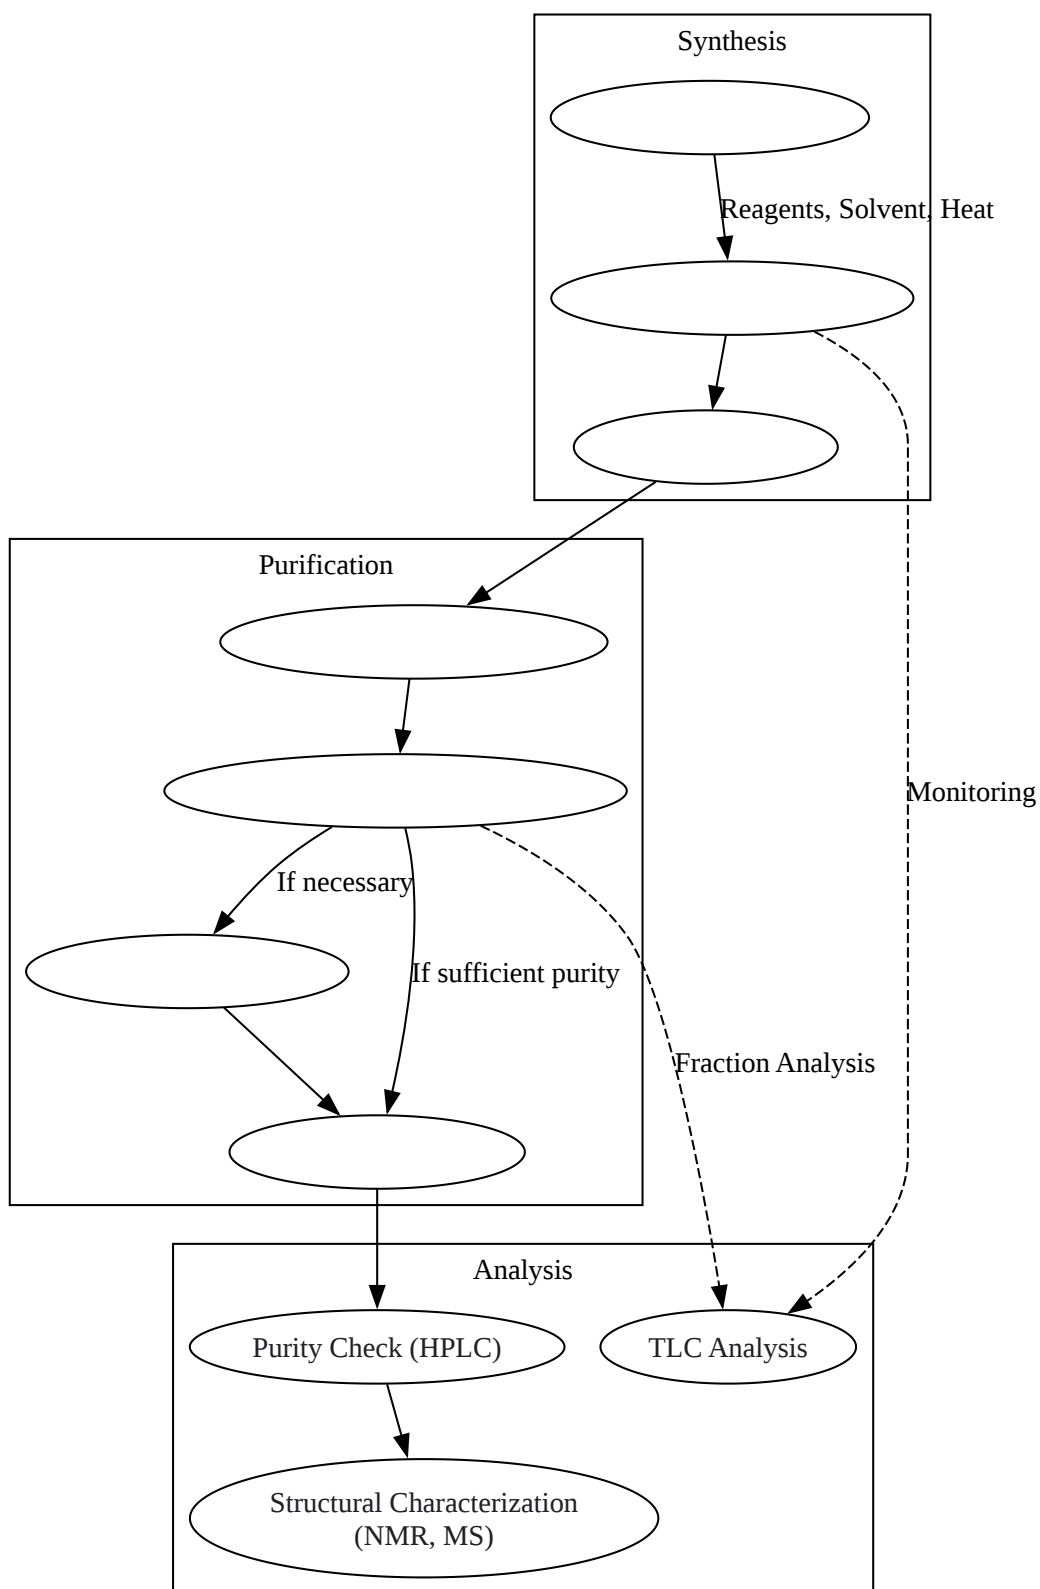 Synthesis
Reagents, Solvent, Heat
Purification
Monitoring
If necessary
If sufficient purity
Fraction Analysis
Analysis
Purity Check (HPLC)
TLC Analysis
Structural Characterization
(NMR, MS)